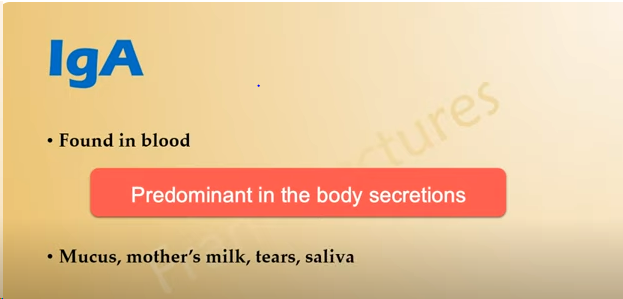 IgA
• Found in blood
Predominant in the body secretions
• Mucus, mother's milk, tears, saliva